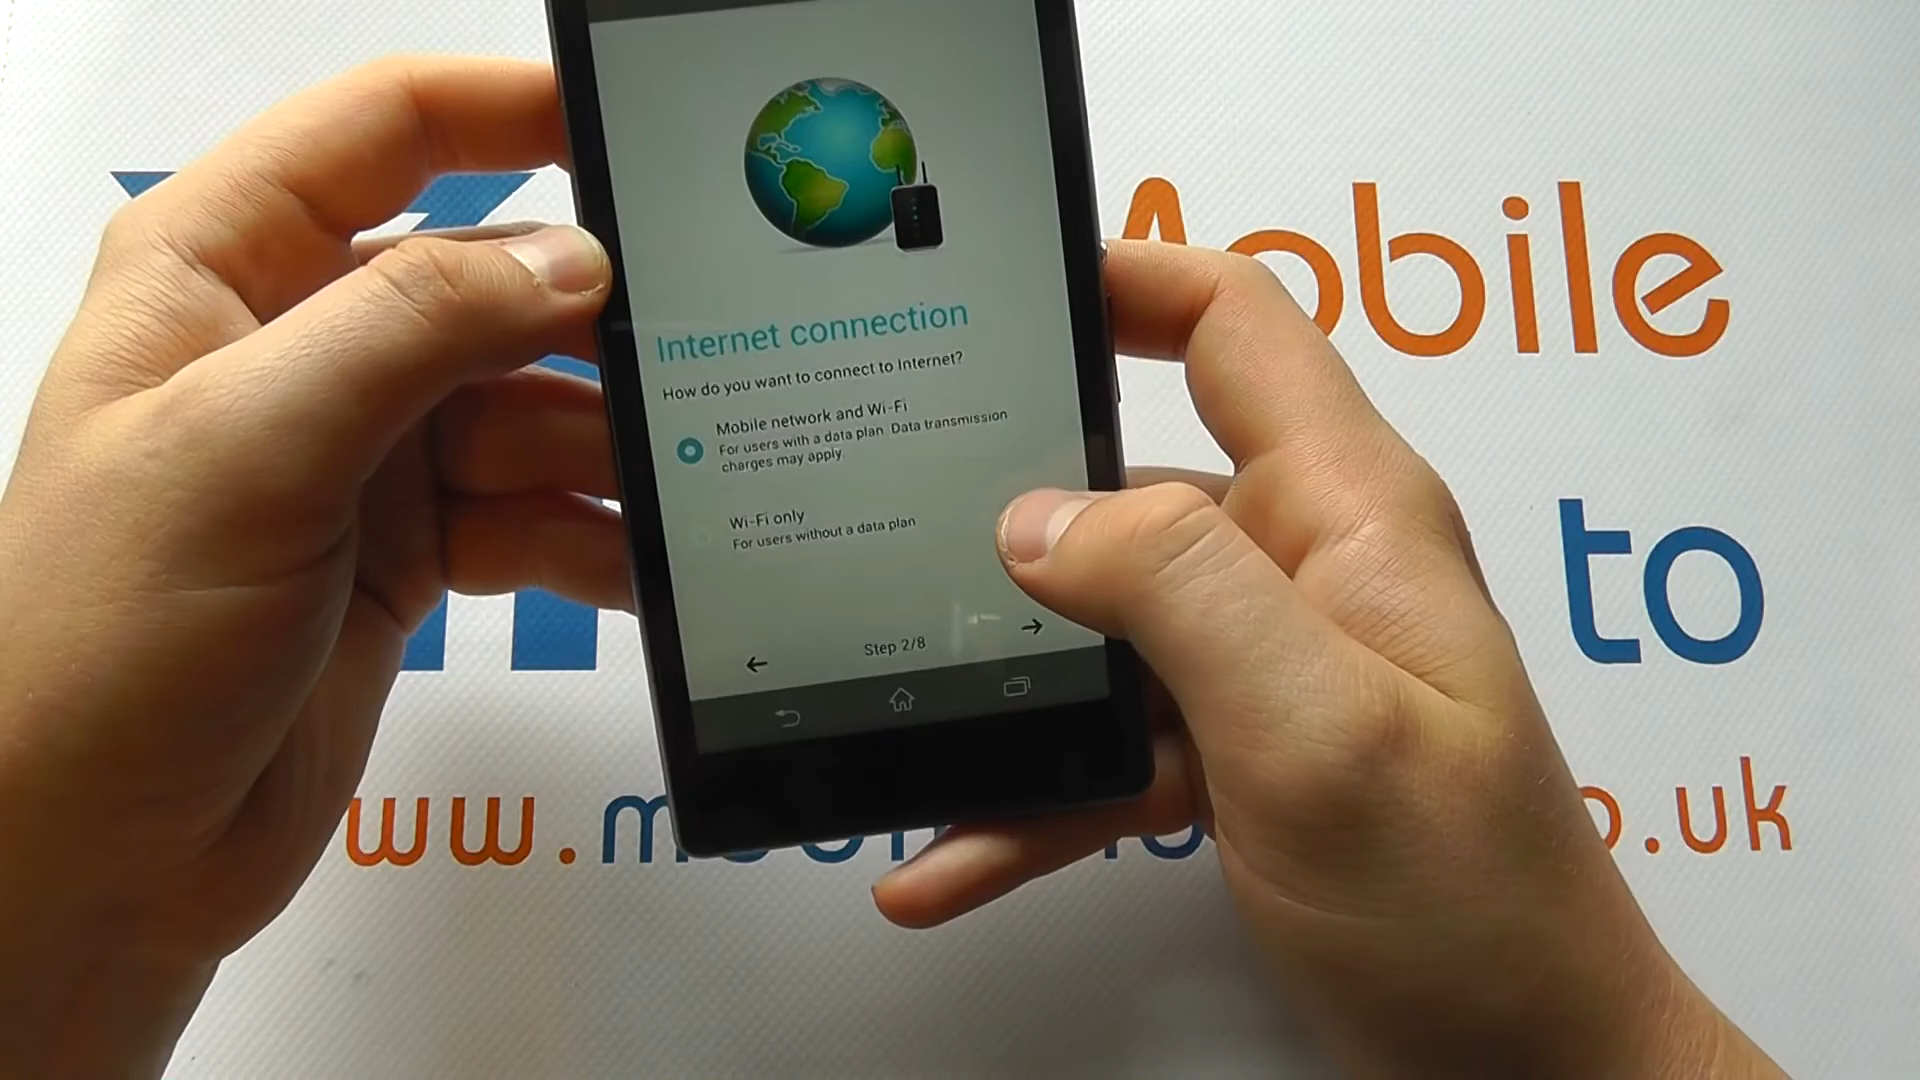 Mobile
to
Internet connection
How do you want to connect to Internet?
Mobile network and Wi-Fi
For users with a data plan. Data transmission
charges may apply
Wi-Fi only
For users without a data plan
Step 2/8